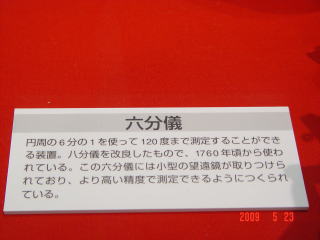 六分儀
円周の6分の1を使って120度まで測定することができ
る装置。八分儀を改良したもので、1760年頃から使わ
れている。この六分儀には小型の望遠鏡が取りつけら
れており、より高い精度で測定できるようにつくられ
ている。
2009 5 23